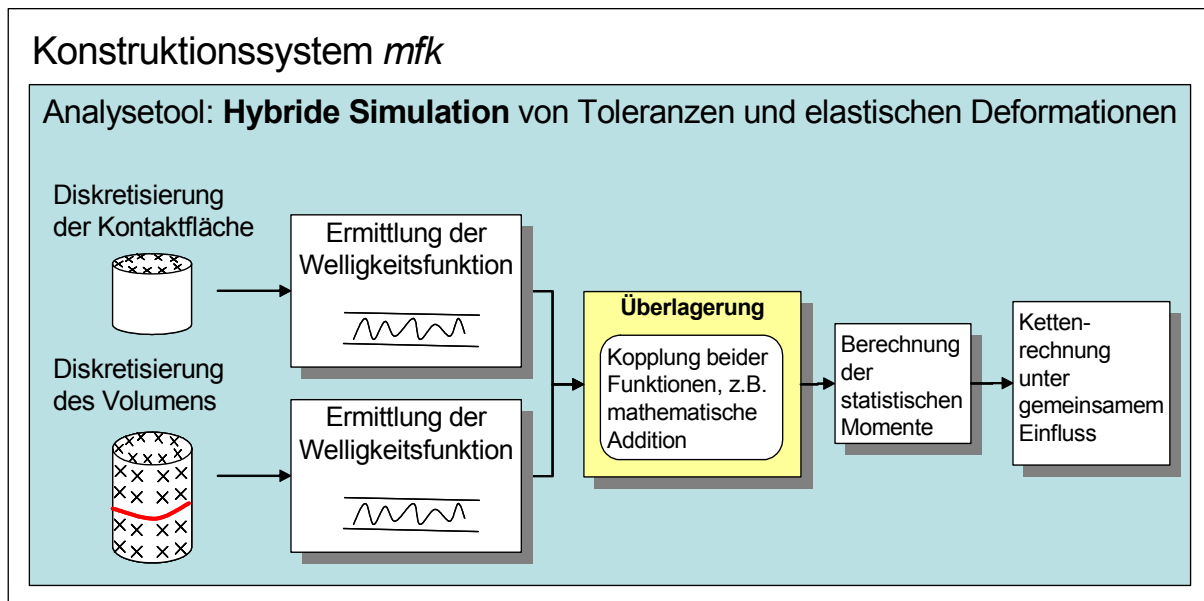 Konstruktionssystem mfk
Analysetool: Hybride Simulation von Toleranzen und elastischen Deformationen
Diskretisierung
der Kontaktfläche
Ermittlung der
Welligkeitsfunktion
Diskretisierung
des Volumens
Ermittlung der
Welligkeitsfunktion
Überlagerung
Kopplung beider
Funktionen, z.B.
mathematische
Addition
Berechnung
der
statistischen
Momente
Ketten-
rechnung
unter
gemeinsamem
Einfluss